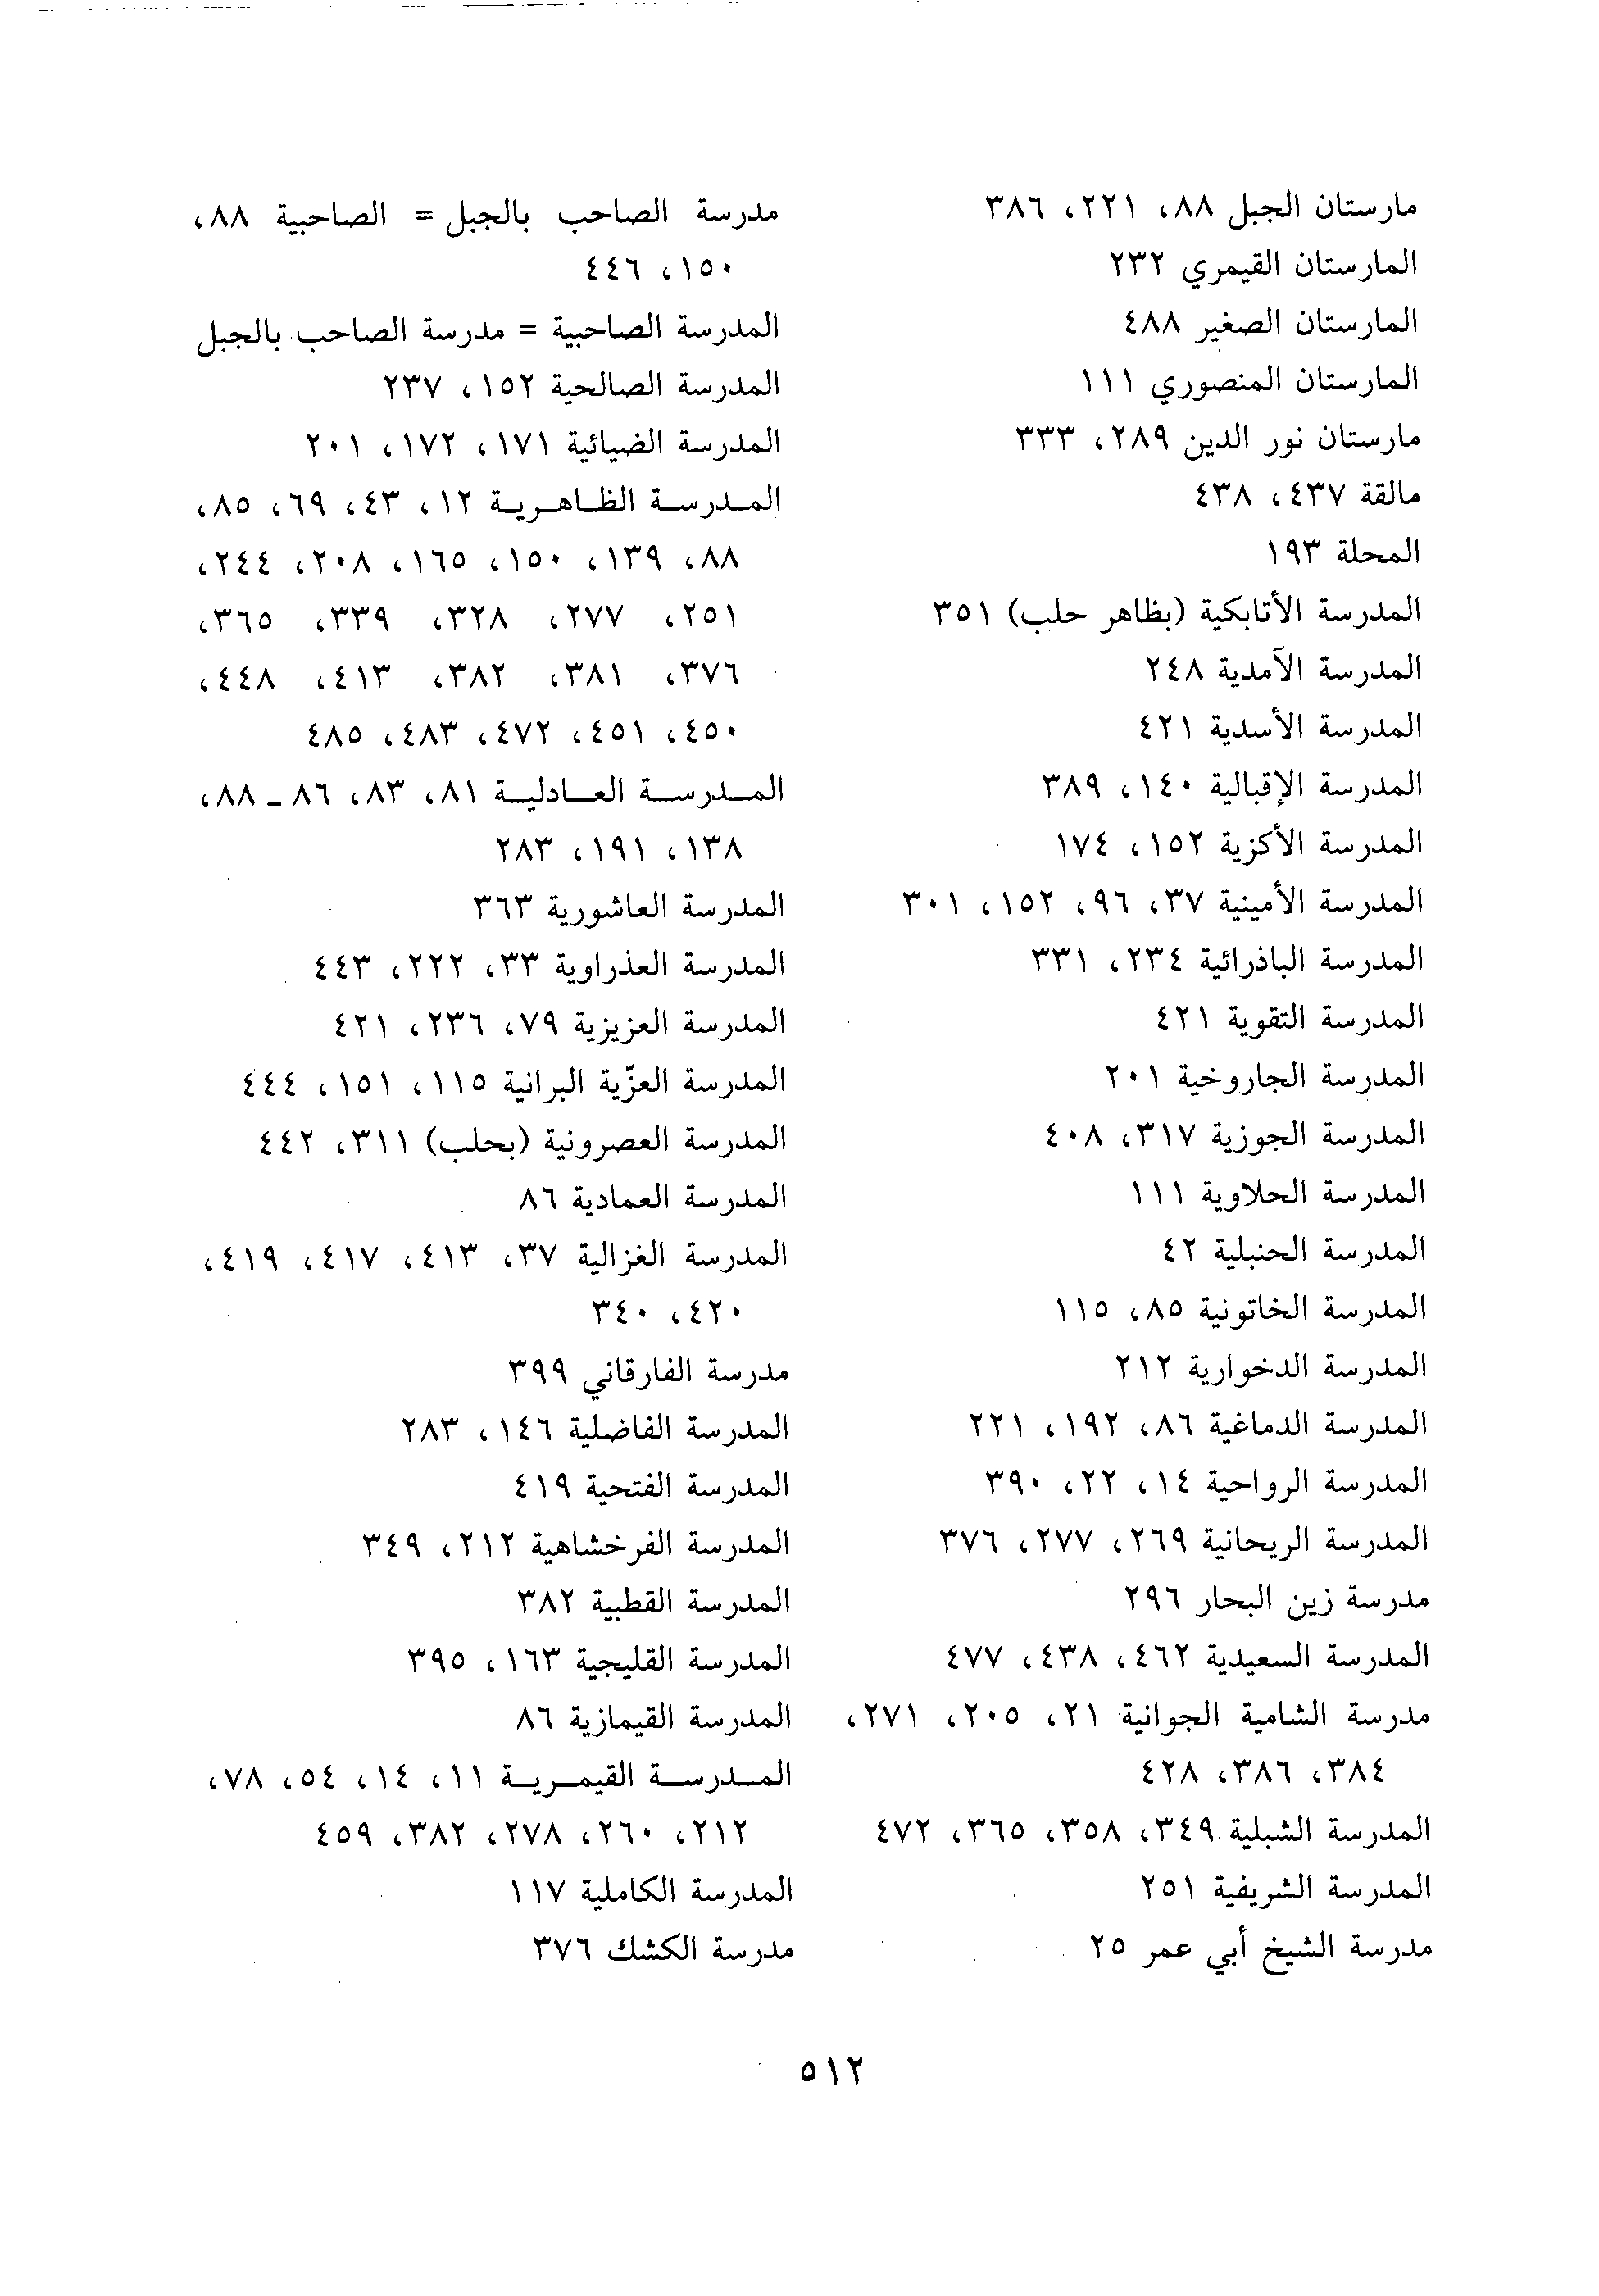 مارستان الجبل ٨٨، ٢٢١، ٣٨٦
المارستان القيمري ٢٣٢
المارستان الصغير ٤٨٨
المارستان المنصوري ١١١
مارستان نور الدين ٢٨٩، ٣٣٣
مالقة ٤٣٧، ٤٣٨
المحلة ١٩٣
المدرسة الأتابكية (بظاهر حلب) ٣٥١
المدرسة الآمدية ٢٤٨
المدرسة الأسدية ٤٢١
المدرسة الإقبالية ١٤٠، ٣٨٩
المدرسة الأكزية ١٥٢، ١٧٤
المدرسة الأمينية ٣٧، ٩٦، ١٥٢، ٣٠١
المدرسة الباذرائية ٢٣٤، ٣٣١
المدرسة التقوية ٤٢١
المدرسة الجاروخية ٢٠١
المدرسة الجوزية ٣١٧، ٤٠٨
المدرسة الحلاوية ١١١
المدرسة الحنبلية ٤٢
المدرسة الخاتونية ٨٥، ١١٥
المدرسة الدخوارية ٢١٢
المدرسة الدماغية ٨٦، ١٩٢، ٢٢١
المدرسة الرواحية ١٤، ٢٢، ٣٩٠
المدرسة الريحانية ٢٦٩، ٢٧٧، ٣٧٦
مدرسة زين البحار ٢٩٦
المدرسة السعيدية ٤٦٢، ٤٣٨، ٤٧٧
مدرسة الشامية الجوانية ٢١، ٢٠٥، ٢٧١،
٣٨٤، ٣٨٦، ٤٢٨
المدرسة الشبلية ٣٤٩، ٣٥٨، ٣٦٥، ٤٧٢
المدرسة الشريفية ٢٥١
مدرسة الشيخ أبي عمر ٢٥
مدرسة الصاحب بالجبل = الصاحبية ٨٨،
١٥٠، ٤٤٦
المدرسة الصاحبية = مدرسة الصاحب بالجبل
المدرسة الصالحية ١٥٢، ٢٣٧
المدرسة الضيائية ١٧١، ١٧٢، ٢٠١
المدرسة الظاهرية ١٢، ٤٣، ٦٩، ٨٥،
٨٨، ١٣٩، ١٥٠، ١٦٥، ٢٠٨، ٢٤٤،
٢٥١، ٢٧٧، ٣٢٨، ٣٣٩، ٣٦٥،
٣٧٦، ٣٨١، ٣٨٢، ٤١٣، ٤٤٨،
٤٥٠، ٤٥١، ٤٧٢، ٤٨٣، ٤٨٥
المدرسة العادلية ٨١، ٨٣، ٨٦ ـ ٨٨،
١٣٨، ١٩١، ٢٨٣
المدرسة العاشورية ٣٦٣
المدرسة العذراوية ٣٣، ٢٢٢، ٤٤٣
المدرسة العزيزية ٧٩، ٢٣٦، ٤٢١
المدرسة العزّية البرانية ١١٥، ١٥١، ٤٤٤
المدرسة العصرونية (بحلب) ٣١١، ٤٤٢
المدرسة العمادية ٨٦
المدرسة الغزالية ٣٧، ٤١٣، ٤١٧، ٤١٩،
٤٢٠، ٣٤٠
مدرسة الفارقاني ٣٩٩
المدرسة الفاضلية ١٤٦، ٢٨٣
المدرسة الفتحية ٤١٩
المدرسة الفرخشاهية ٢١٢، ٣٤٩
المدرسة القطبية ٣٨٢
المدرسة القليجية ١٦٣، ٣٩٥
المدرسة القيمازية ٨٦
المدرسة القيمرية ١١، ١٤، ٥٤، ٧٨،
٢١٢، ٢٦٠، ٢٧٨، ٣٨٢، ٤٥٩
المدرسة الكاملية ١١٧
مدرسة الكشك ٣٧٦
٥١٢